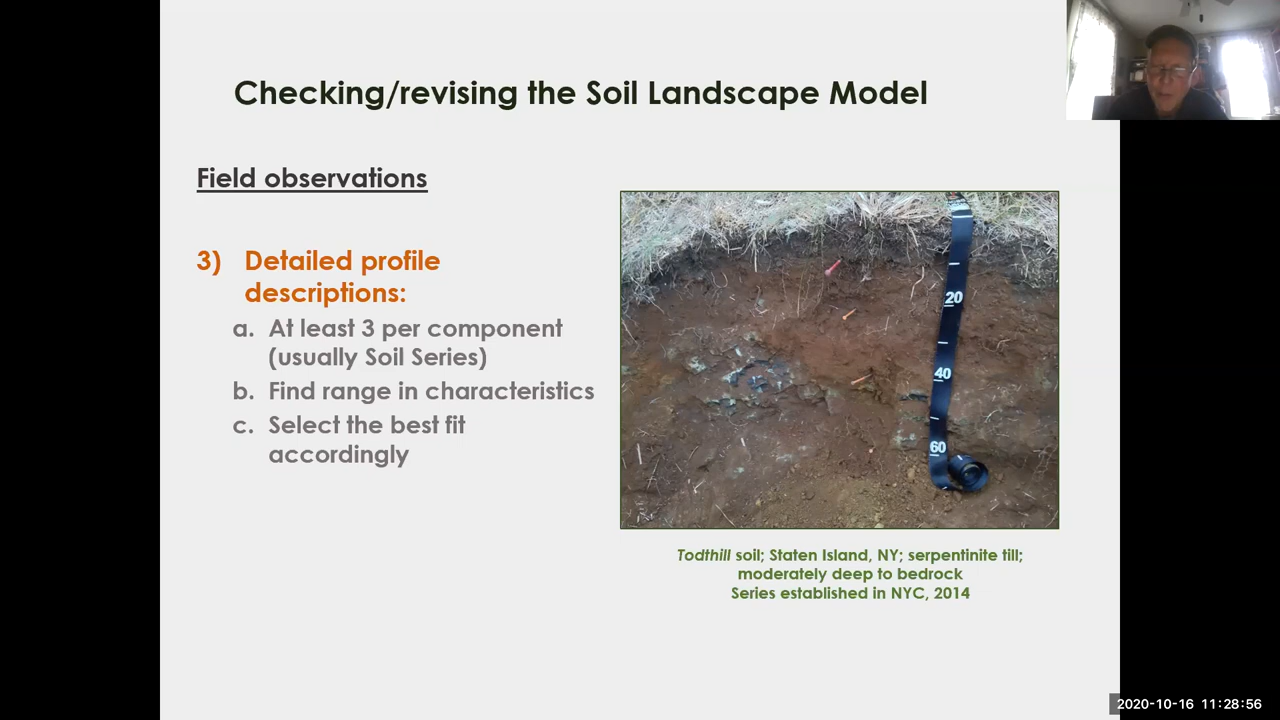 Checking/revising the Soil Landscape Model
Field observations
3) Detailed profile
descriptions:
a. At least 3 per component
(usually Soil Series)
b. Find range in characteristics
c. Select the best fit
accordingly
20
40
60
Todthill soil; Staten Island, NY; serpentinite till;
moderately deep to bedrock
Series established in NYC, 2014
2020-10-16 11:28:56